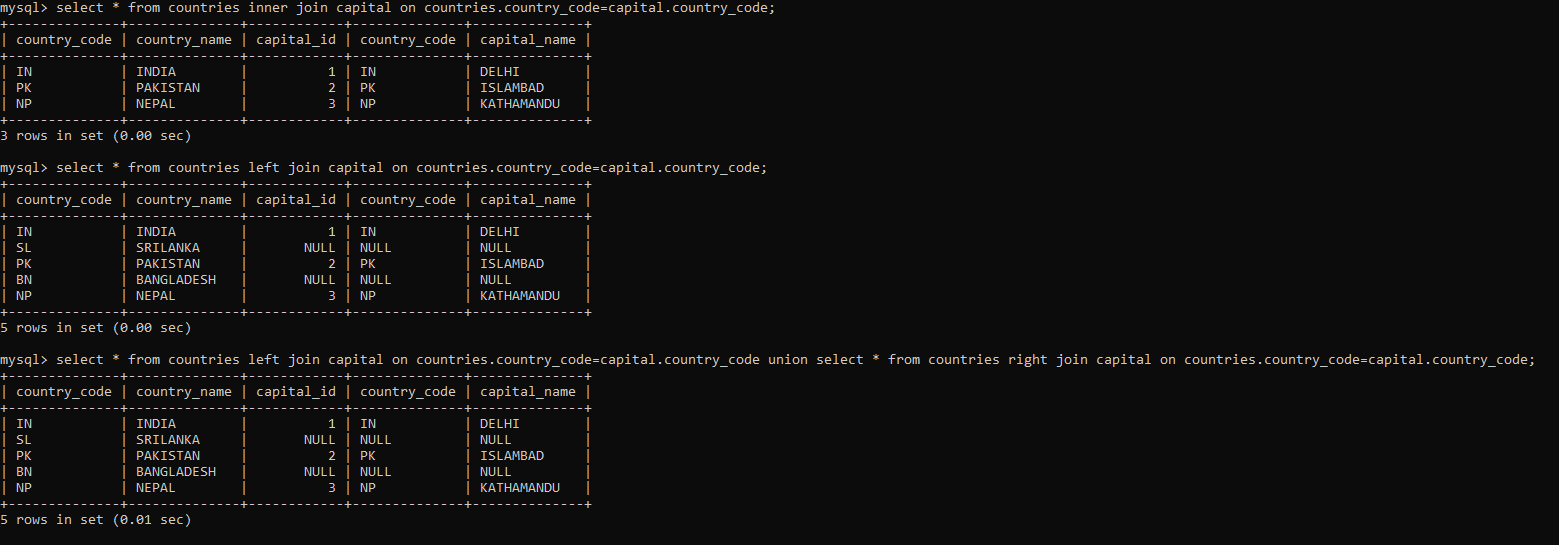 mysql> select * from countries inner join capital on countries.country_code=capital.country_code;
+--------------+--------------+------------+--------------+--------------+
| country_code | country_name | capital_id | country_code | capital_name |
+--------------+--------------+------------+--------------+--------------+
| IN           | INDIA        |          1 | IN           | DELHI        |
| PK           | PAKISTAN     |          2 | PK           | ISLAMBAD     |
| NP           | NEPAL        |          3 | NP           | KATHAMANDU   |
+--------------+--------------+------------+--------------+--------------+
3 rows in set (0.00 sec)

mysql> select * from countries left join capital on countries.country_code=capital.country_code;
+--------------+--------------+------------+--------------+--------------+
| country_code | country_name | capital_id | country_code | capital_name |
+--------------+--------------+------------+--------------+--------------+
| IN           | INDIA        |          1 | IN           | DELHI        |
| SL           | SRILANKA     |       NULL | NULL         | NULL         |
| PK           | PAKISTAN     |          2 | PK           | ISLAMBAD     |
| BN           | BANGLADESH   |       NULL | NULL         | NULL         |
| NP           | NEPAL        |          3 | NP           | KATHAMANDU   |
+--------------+--------------+------------+--------------+--------------+
5 rows in set (0.00 sec)

mysql> select * from countries left join capital on countries.country_code=capital.country_code union select * from countries right join capital on countries.country_code=capital.country_code;
+--------------+--------------+------------+--------------+--------------+
| country_code | country_name | capital_id | country_code | capital_name |
+--------------+--------------+------------+--------------+--------------+
| IN           | INDIA        |          1 | IN           | DELHI        |
| SL           | SRILANKA     |       NULL | NULL         | NULL         |
| PK           | PAKISTAN     |          2 | PK           | ISLAMBAD     |
| BN           | BANGLADESH   |       NULL | NULL         | NULL         |
| NP           | NEPAL        |          3 | NP           | KATHAMANDU   |
+--------------+--------------+------------+--------------+--------------+
5 rows in set (0.01 sec)